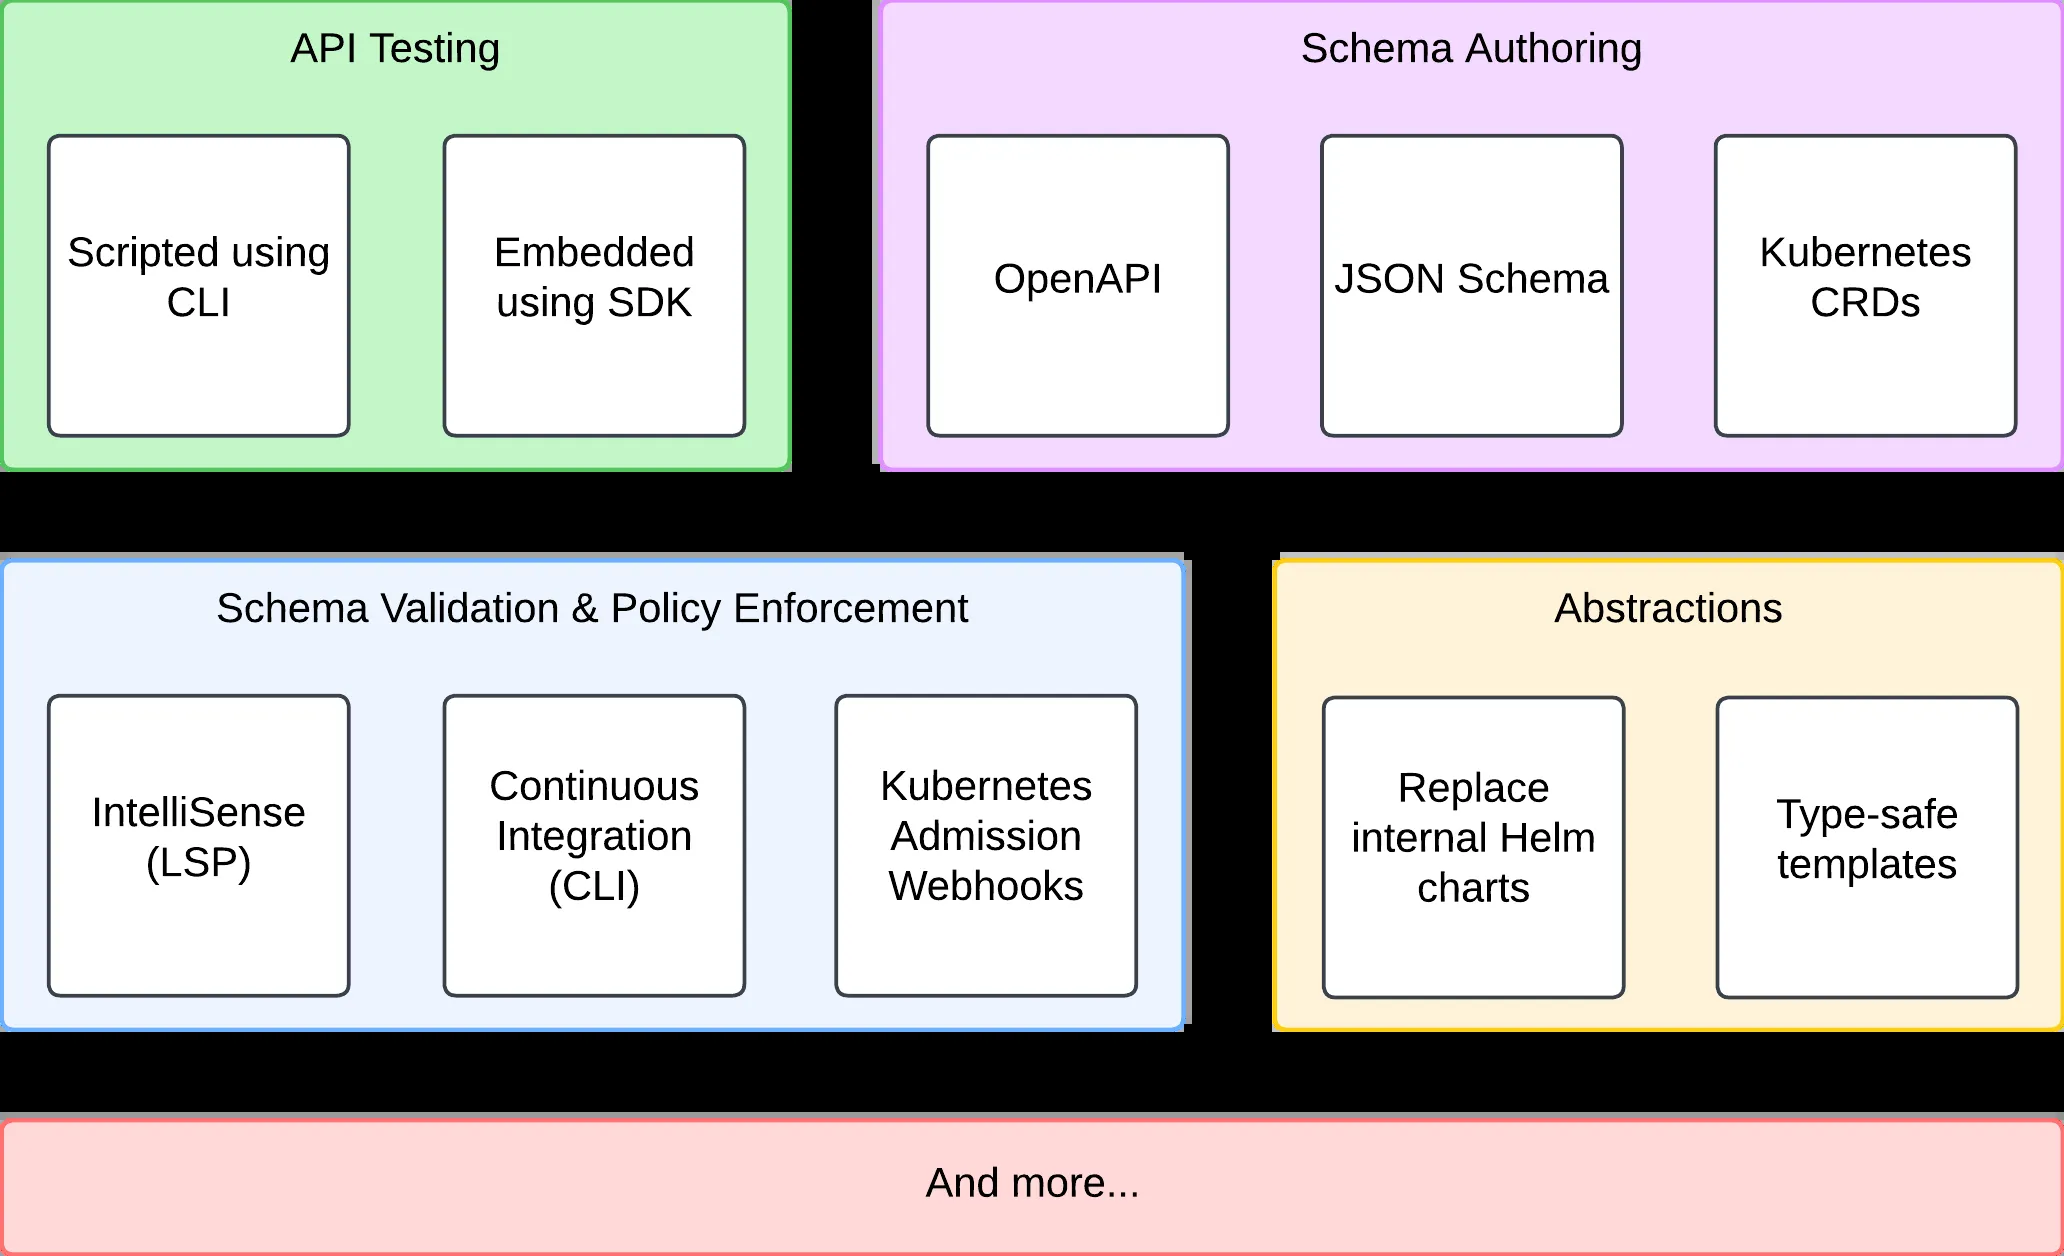 API Testing
Scripted using
CLI
Embedded
using SDK
Schema Authoring
OpenAPI
JSON Schema
Kubernetes
CRDs
Schema Validation & Policy Enforcement
IntelliSense
(LSP)
Continuous
Integration
(CLI)
Kubernetes
Admission
Webhooks
Abstractions
Replace
internal Helm
charts
Type-safe
templates
And more...